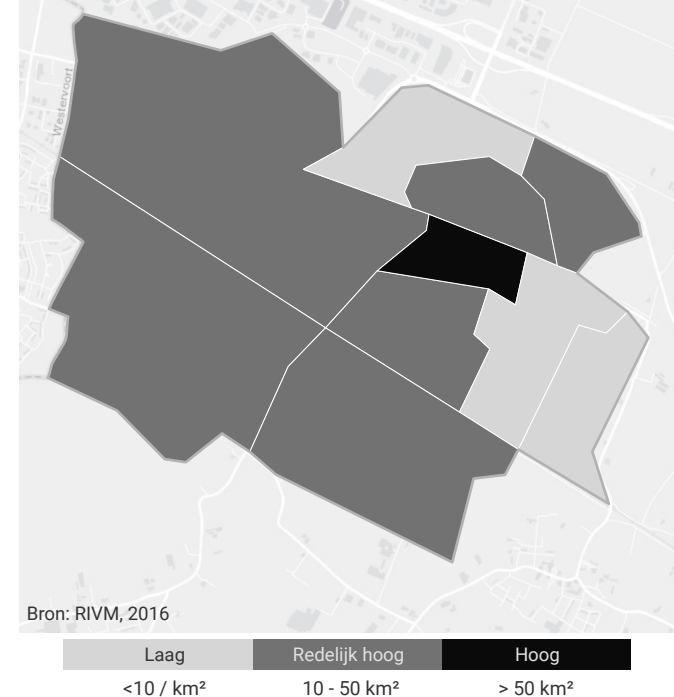 Westervoort
Bron: RIVM, 2016
Laag Redelijk hoog Hoog
<10 / km² 10 - 50 km² > 50 km²